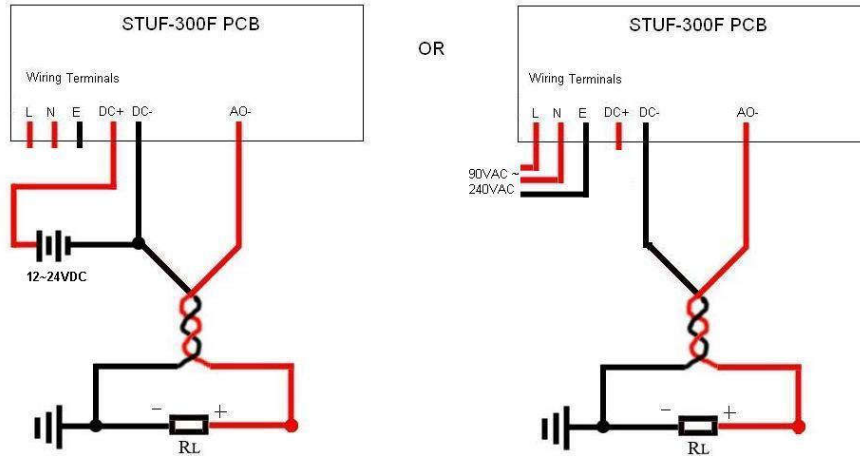 STUF-300F PCB
Wiring Terminals
L N E DC+ DC- AO-
12~24VDC
− +
RL
OR
STUF-300F PCB
Wiring Terminals
L N E DC+ DC- AO-
90VAC ~
240VAC
− +
RL